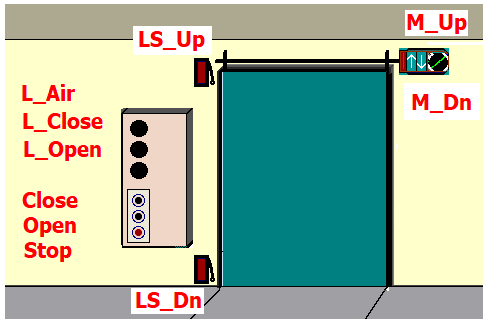 M_Up
LS_Up
L_Air
M_Dn
L_Close
L_Open
Close
Open
Stop
LS_Dn